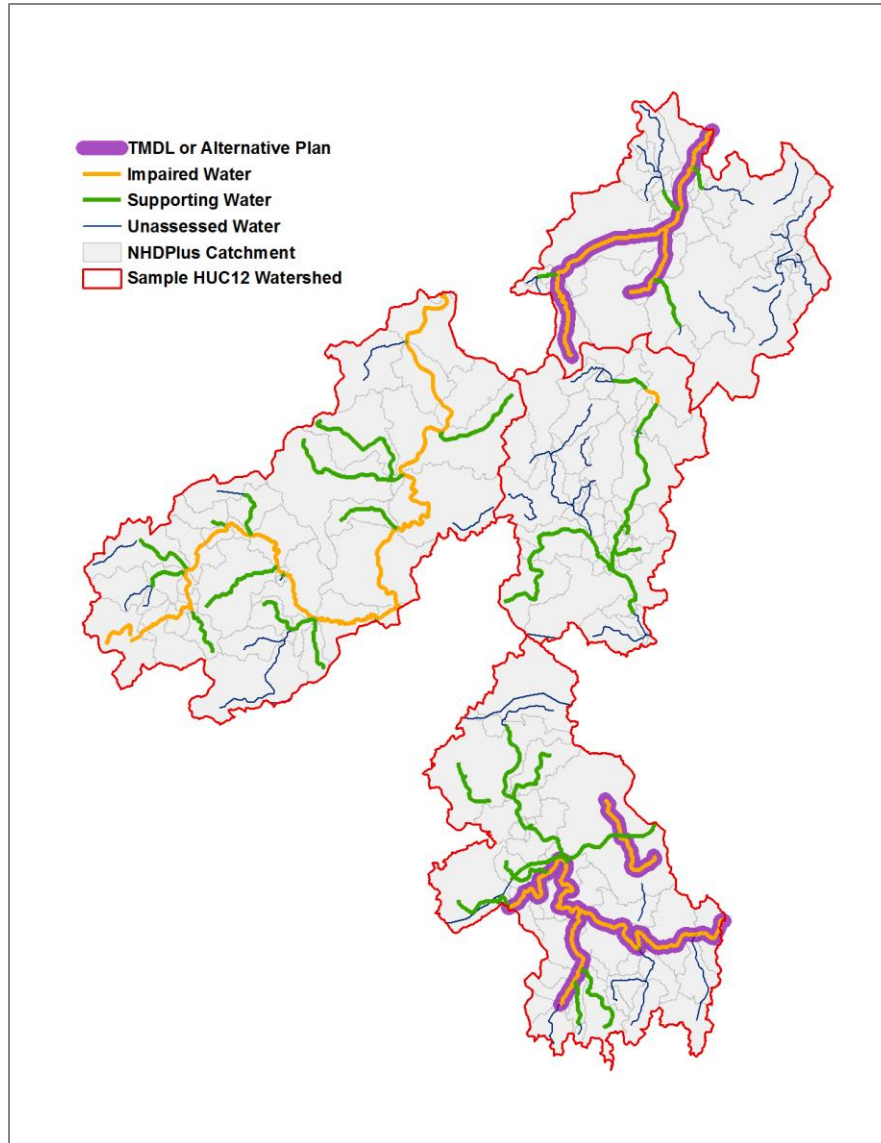 TMDL or Alternative Plan
Impaired Water
Supporting Water
Unassessed Water
NHDPlus Catchment
Sample HUC12 Watershed